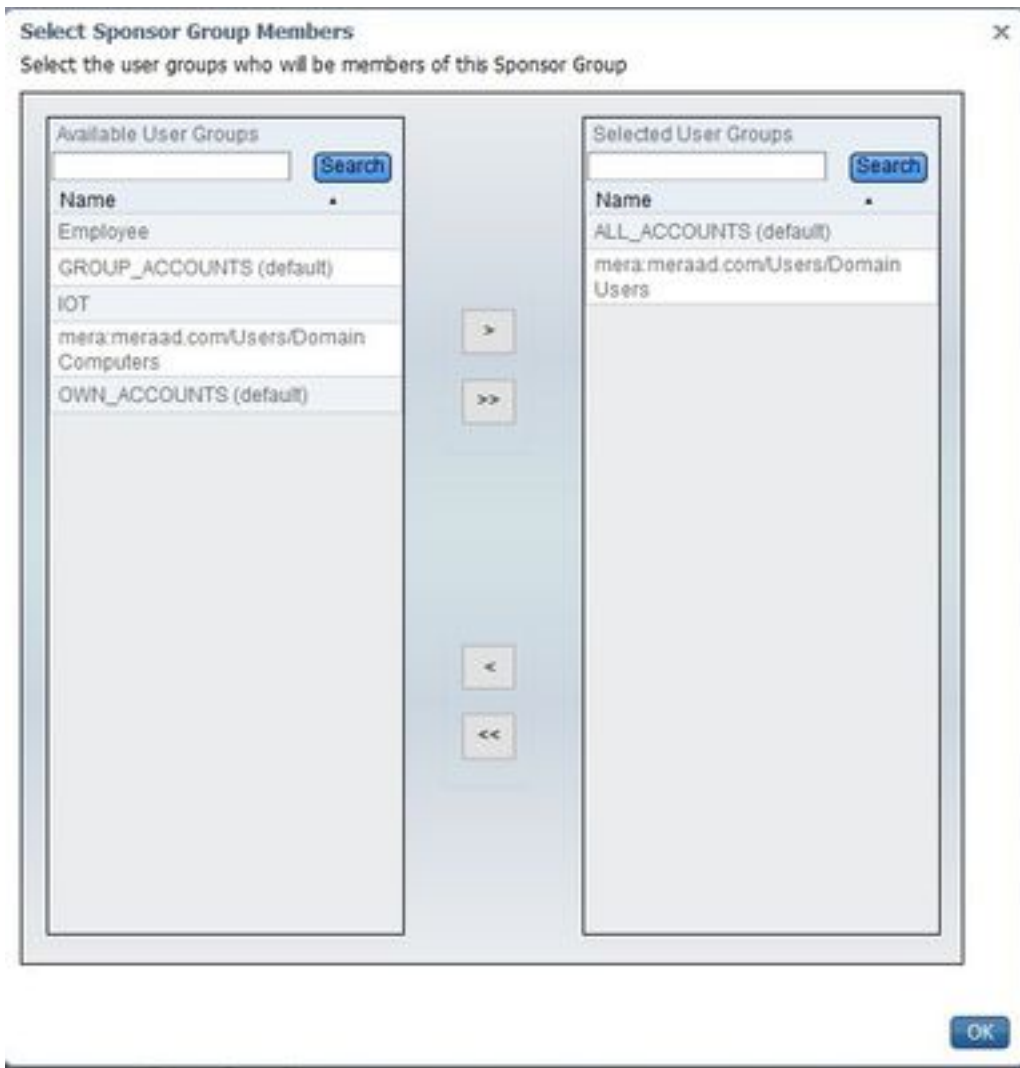 Select Sponsor Group Members
×
Select the user groups who will be members of this Sponsor Group
Available User Groups
Search
Name
Employee
GROUP_ACCOUNTS (default)
IOT
mera:meraad.com/Users/Domain
Computers
OWN_ACCOUNTS (default)
>
>>
<
<<
Selected User Groups
Search
Name
ALL_ACCOUNTS (default)
mera:meraad.com/Users/Domain
Users
OK